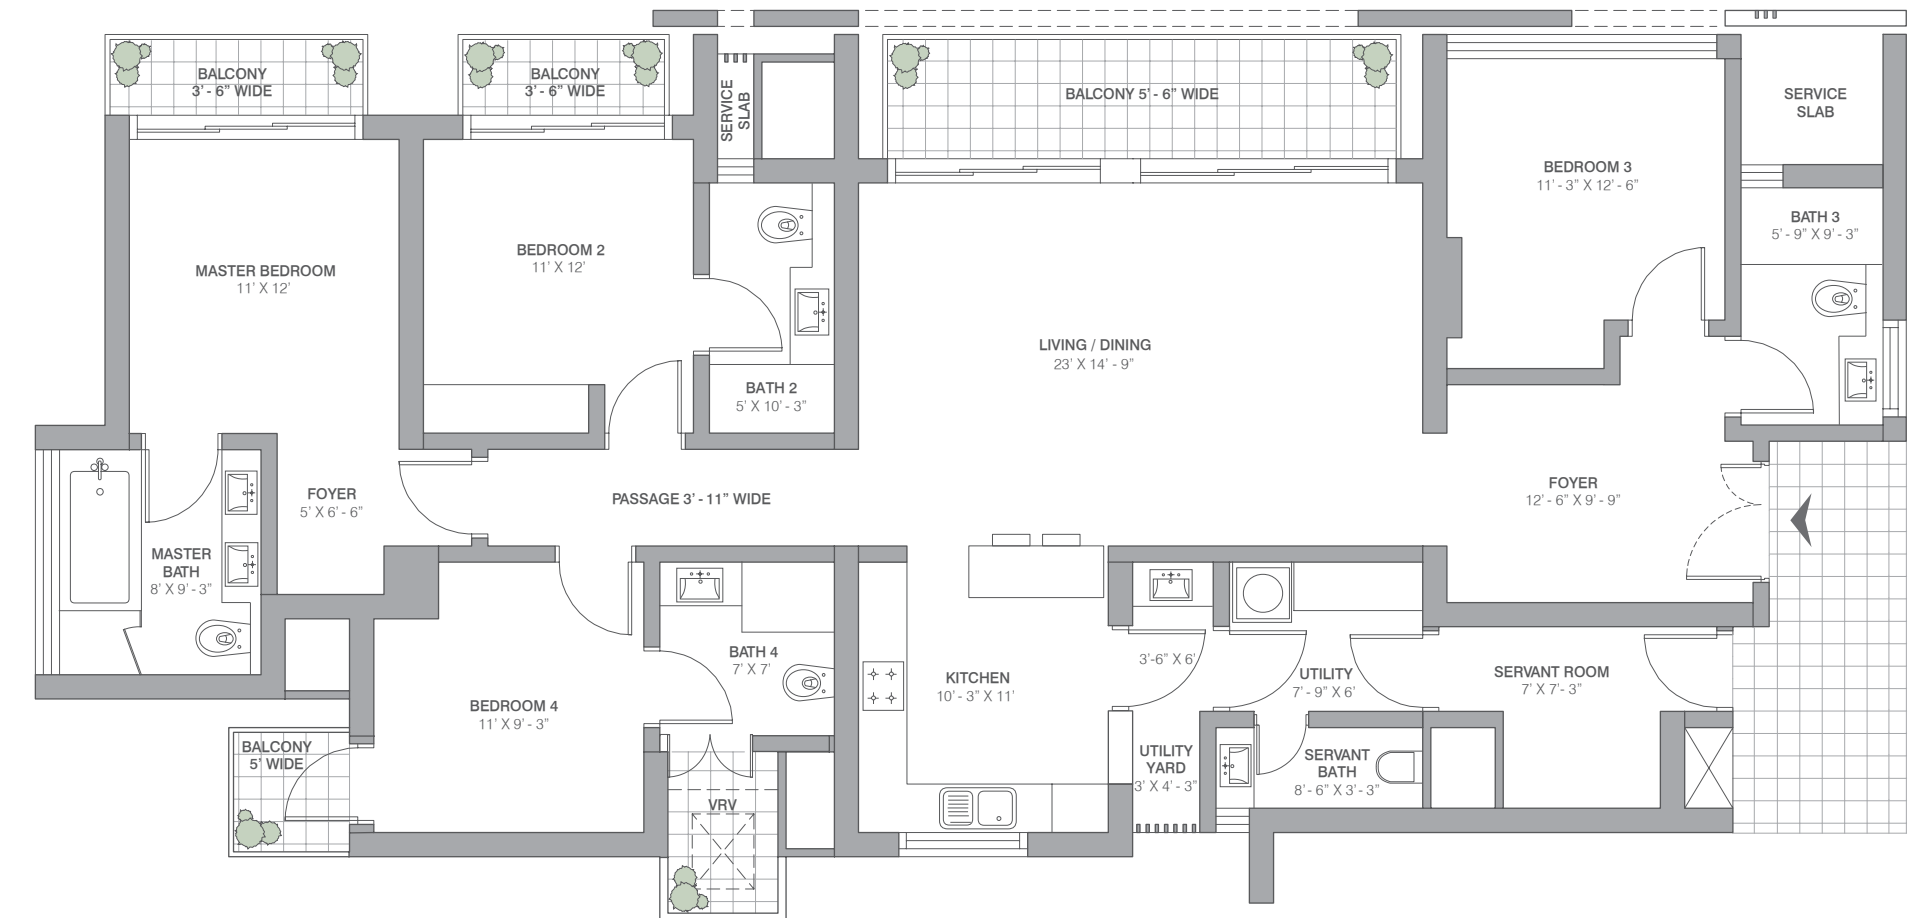 BALCONY
3' - 6” WIDE
BALCONY
3' - 6” WIDE
SERVICE
SLAB
BALCONY 5' - 6” WIDE
SERVICE
SLAB
BEDROOM 3
11' - 3” X 12' - 6”
BATH 3
5' - 9” X 9' - 3”
BEDROOM 2
11' X 12'
MASTER BEDROOM
11' X 12'
LIVING / DINING
23' X 14' - 9”
BATH 2
5' X 10' - 3”
FOYER
5' X 6' - 6”
PASSAGE 3' - 11” WIDE
FOYER
12' - 6” X 9' - 9”
MASTER
BATH
8' X 9' - 3”
BATH 4
7' X 7'
3'-6” X 6'
KITCHEN
10' - 3” X 11'
UTILITY
7' - 9” X 6'
SERVANT ROOM
7' X 7'- 3”
BEDROOM 4
11' X 9' - 3”
BALCONY
5' WIDE
UTILITY
YARD
3' X 4' - 3”
SERVANT
BATH
8' - 6” X 3' - 3”
VRV